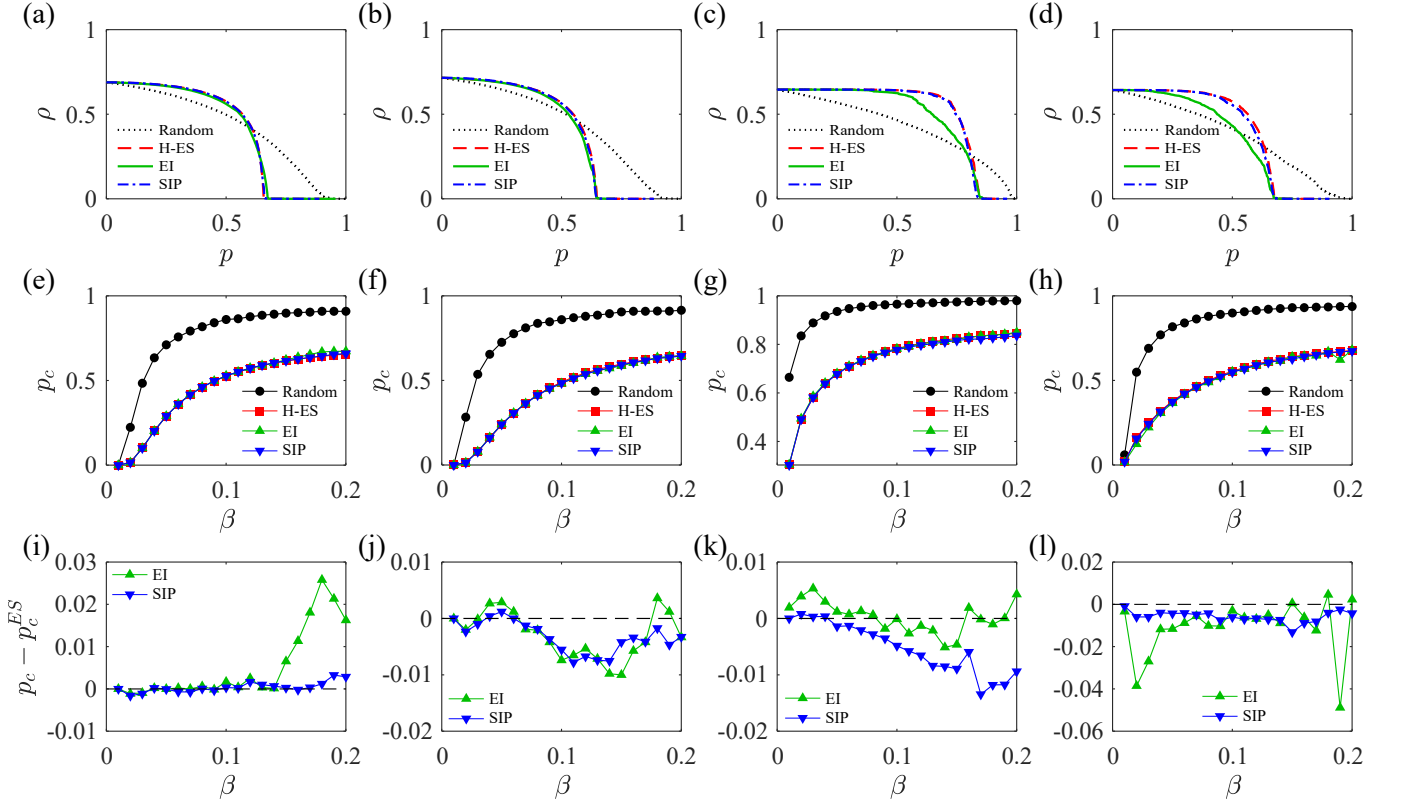 (a)
1
0.5
0
ρ
Random
H-ES
EI
SIP
0 0.5 1
p
(b)
1
0.5
0
ρ
Random
H-ES
EI
SIP
0 0.5 1
p
(c)
1
0.5
0
ρ
Random
H-ES
EI
SIP
0 0.5 1
p
(d)
1
0.5
0
ρ
Random
H-ES
EI
SIP
0 0.5 1
p
(e)
1
0.5
0
p_c
Random
H-ES
EI
SIP
0 0.1 0.2
β
(f)
1
0.5
0
p_c
Random
H-ES
EI
SIP
0 0.1 0.2
β
(g)
1
0.8
0.6
0.4
p_c
Random
H-ES
EI
SIP
0 0.1 0.2
β
(h)
1
0.5
0
p_c
Random
H-ES
EI
SIP
0 0.1 0.2
β
(i)
0.03
0.02
0.01
0
-0.01
p_c − p_c^{ES}
EI
SIP
0 0.1 0.2
β
(j)
0.01
0
-0.01
-0.02
EI
SIP
0 0.1 0.2
β
(k)
0.01
0
-0.01
-0.02
EI
SIP
0 0.1 0.2
β
(l)
0.02
0
-0.02
-0.04
-0.06
EI
SIP
0 0.1 0.2
β